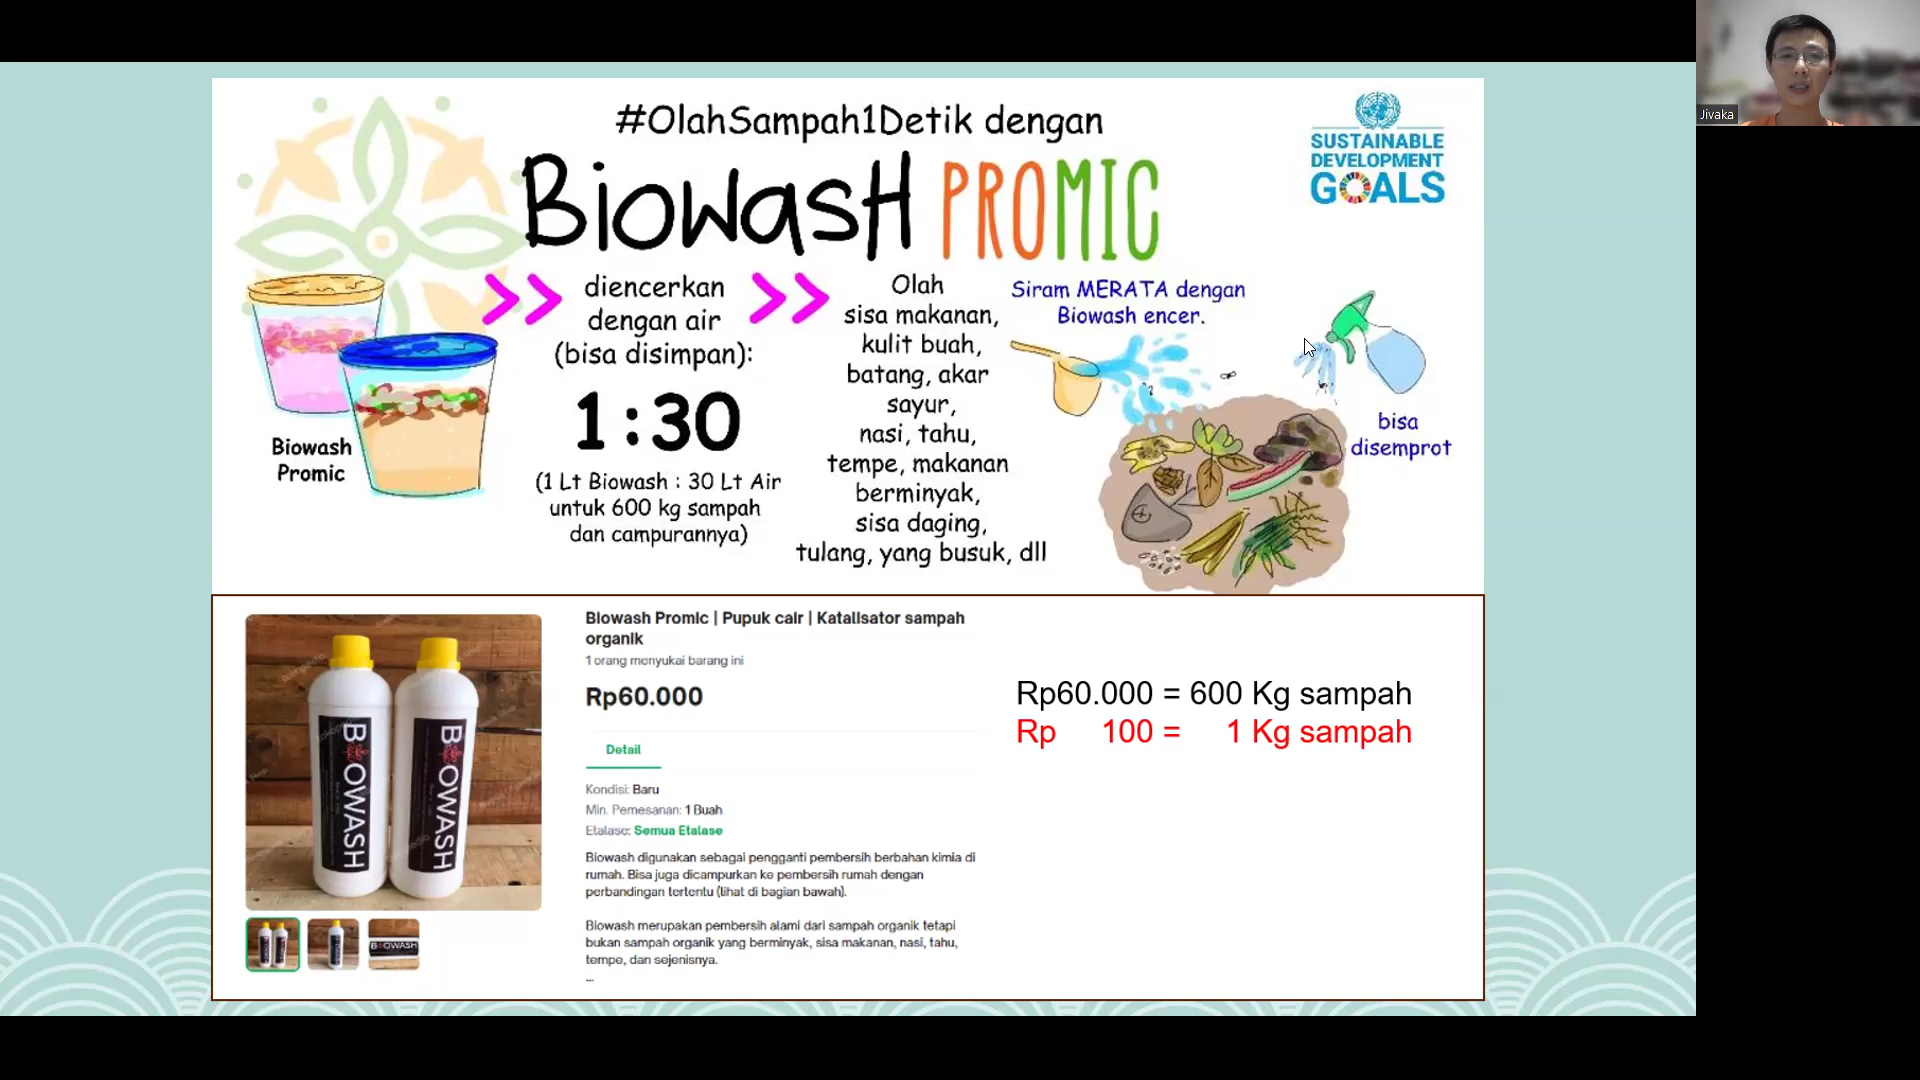 #OlahSampah1Detik dengan
BiowasH PROMIC
SUSTAINABLE
DEVELOPMENT
GOALS
Jivaka
Biowash
Promic
diencerkan
dengan air
(bisa disimpan):
1:30
(1 Lt Biowash : 30 Lt Air
untuk 600 kg sampah
dan campurannya)
Olah
sisa makanan,
kulit buah,
batang, akar
sayur,
nasi, tahu,
tempe, makanan
berminyak,
sisa daging,
tulang, yang busuk, dll
Siram MERATA dengan
Biowash encer.
bisa
disemprot
BIOWASH
BIOWASH
Biowash Promic | Pupuk cair | Katalisator sampah
organik
1 orang menyukai barang ini
Rp60.000
Detail
Kondisi: Baru
Min. Pemesanan: 1 Buah
Etalase: Semua Etalase
Biowash digunakan sebagai pengganti pembersih berbahan kimia di
rumah. Bisa juga dicampurkan ke pembersih rumah dengan
perbandingan tertentu (lihat di bagian bawah).
Biowash merupakan pembersih alami dari sampah organik tetapi
bukan sampah organik yang berminyak, sisa makanan, nasi, tahu,
tempe, dan sejenisnya.
...
Rp60.000 = 600 Kg sampah
Rp 100 = 1 Kg sampah
BIOWASH